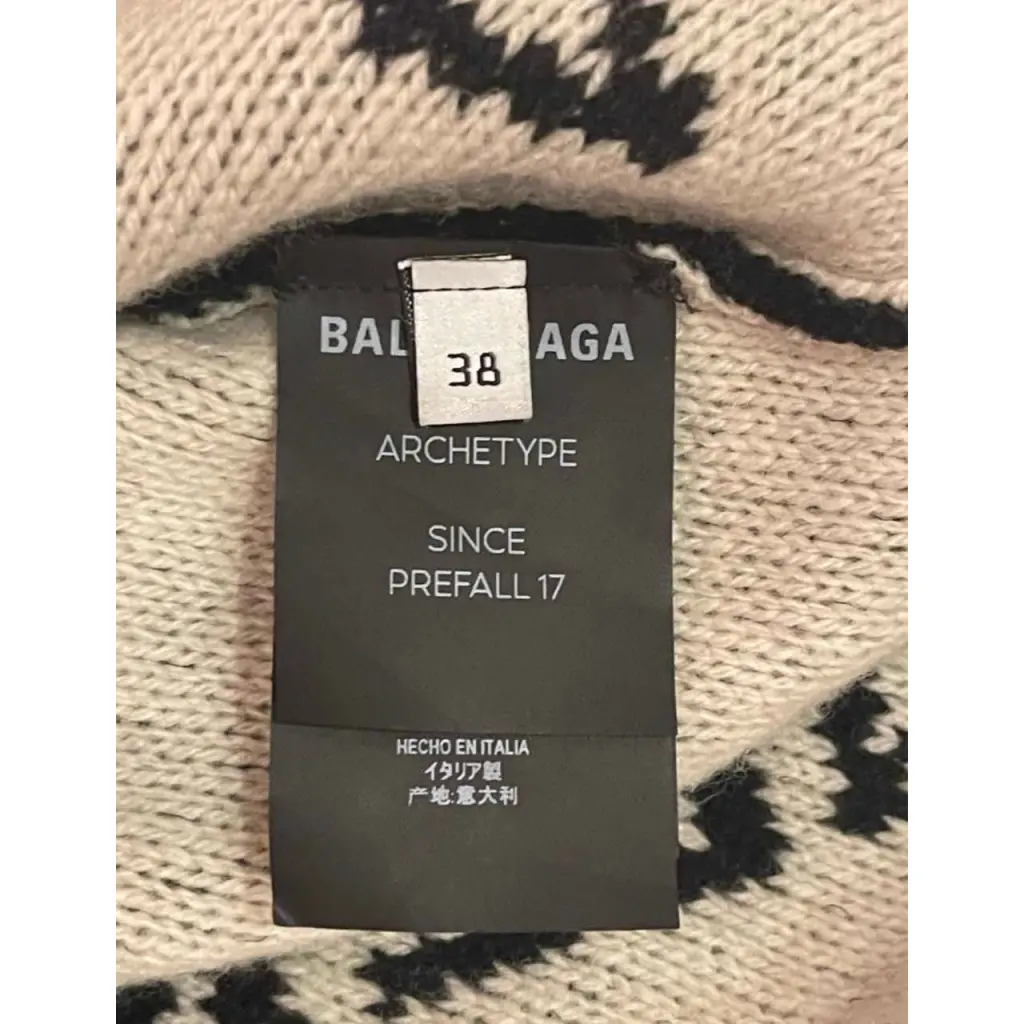 BAL AGA
38
ARCHETYPE
SINCE
PREFALL 17
HECHO EN ITALIA
イタリア製
产地:意大利